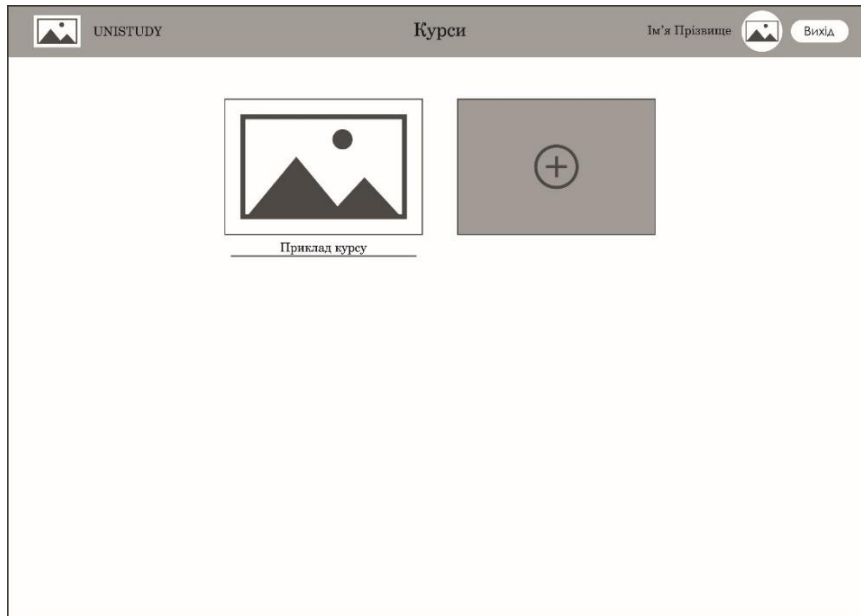 UNISTUDY
Курси
Ім’я Прізвище
Вихід
Приклад курсу